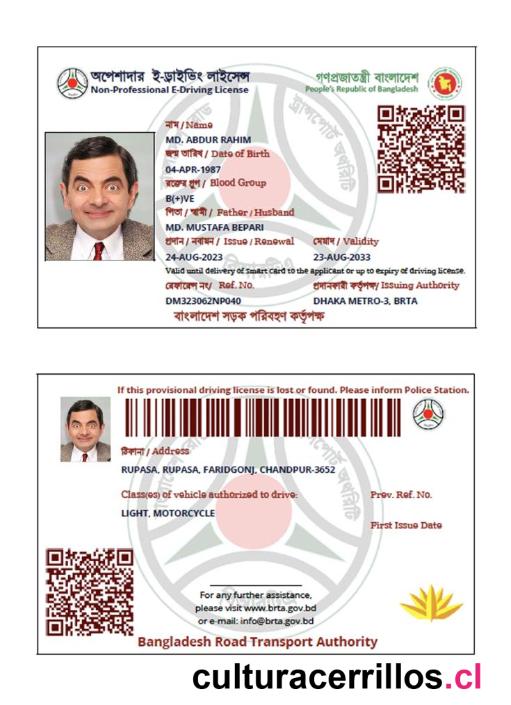 অপেশাদার ই-ড্রাইভিং লাইসেন্স
Non-Professional E-Driving License
গণপ্রজাতন্ত্রী বাংলাদেশ
People's Republic of Bangladesh
নাম / Name
MD. ABDUR RAHIM
জন্ম তারিখ / Date of Birth
04-APR-1987
রক্তের গ্রুপ / Blood Group
B(+)VE
পিতা / স্বামী / Father/Husband
MD. MUSTAFA BEPARI
প্রদান / নবায়ন / Issue / Renewal মেয়াদ / Validity
24-AUG-2023 23-AUG-2033
Valid until delivery of smart card to the applicant or up to expiry of driving license.
রেফারেন্স নং/ Ref. No. প্রদানকারী কর্তৃপক্ষ/ Issuing Authority
DM323062NP040 DHAKA METRO-3, BRTA
বাংলাদেশ সড়ক পরিবহণ কর্তৃপক্ষ
If this provisional driving license is lost or found. Please inform Police Station.
ঠিকানা / Address
RUPASA, RUPASA, FARIDGONJ, CHANDPUR-3652
Class(es) of vehicle authorized to drive: Prev. Ref. No.
LIGHT, MOTORCYCLE
First Issue Date
For any further assistance,
please visit www.brta.gov.bd
or e-mail: info@brta.gov.bd
Bangladesh Road Transport Authority
culturacerrillos.cl